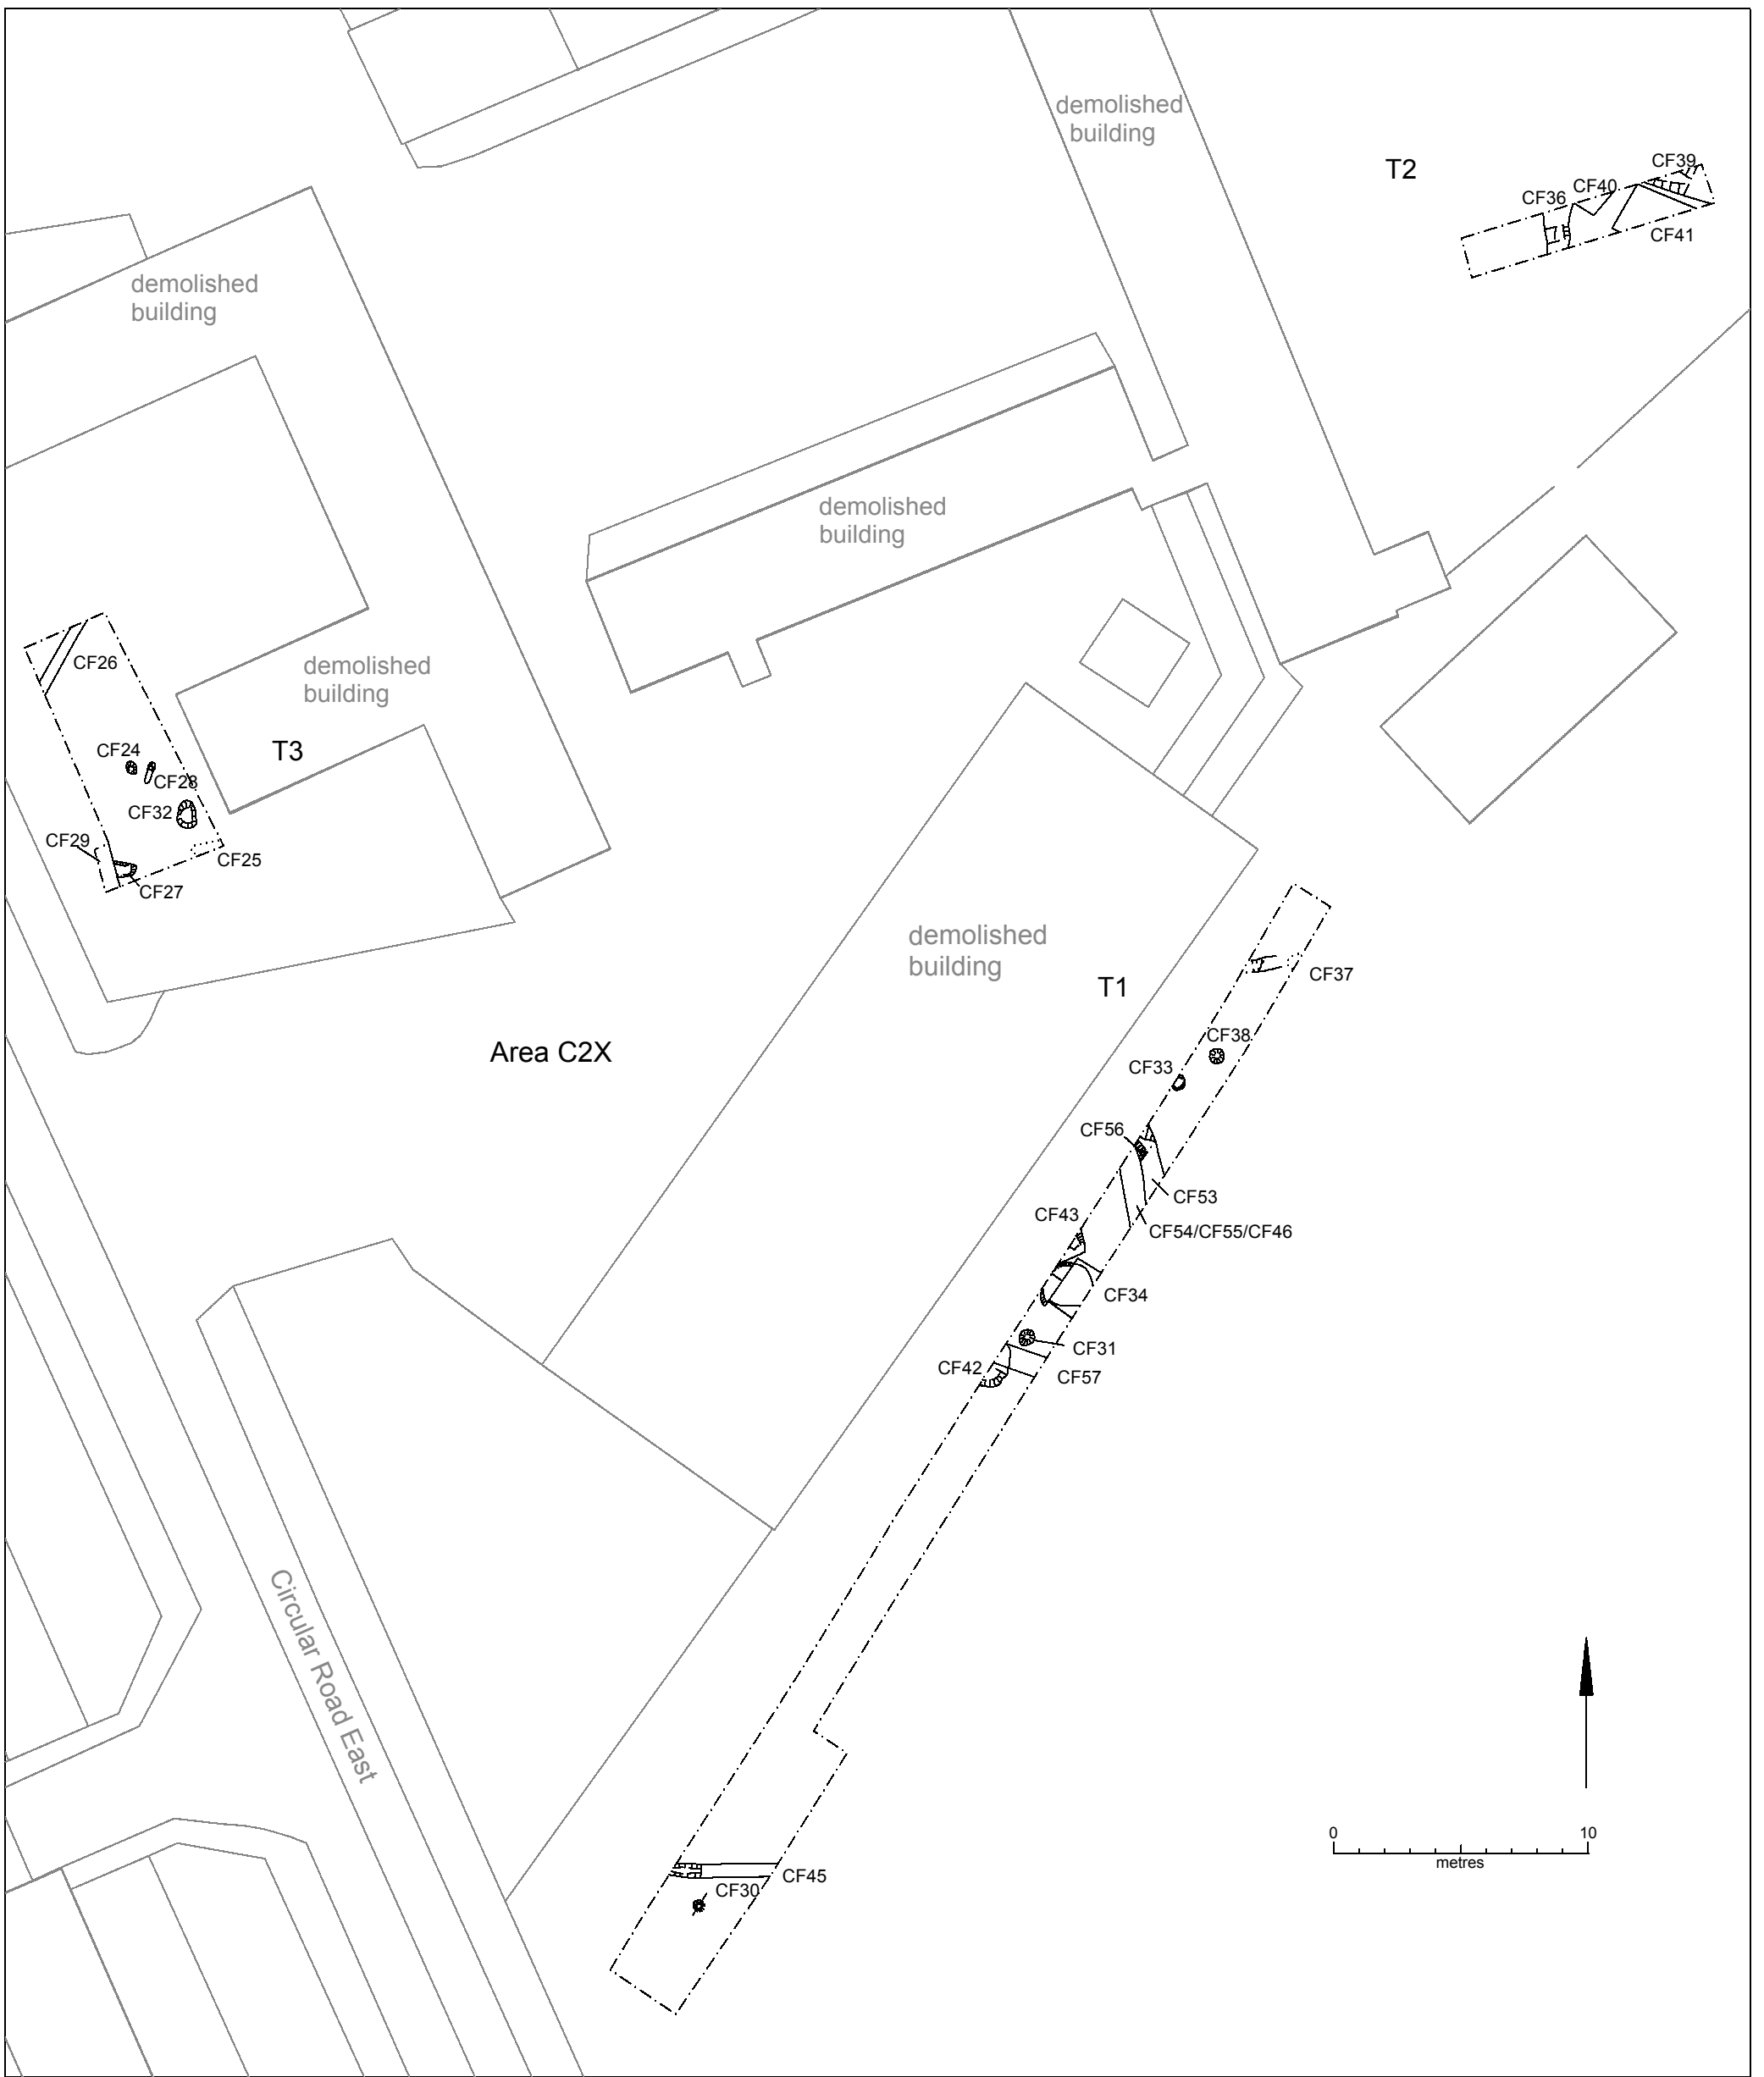 demolished
building
T2
CF39
CF36
CF40
CF41
demolished
building
demolished
building
CF26
demolished
building
T3
CF24
CF28
CF32
CF29
CF25
CF27
demolished
building
T1
CF37
Area C2X
CF38
CF33
CF56
CF53
CF43
CF54/CF55/CF46
CF34
CF31
CF42
CF57
Circular Road East
0 10
metres
CF45
CF30